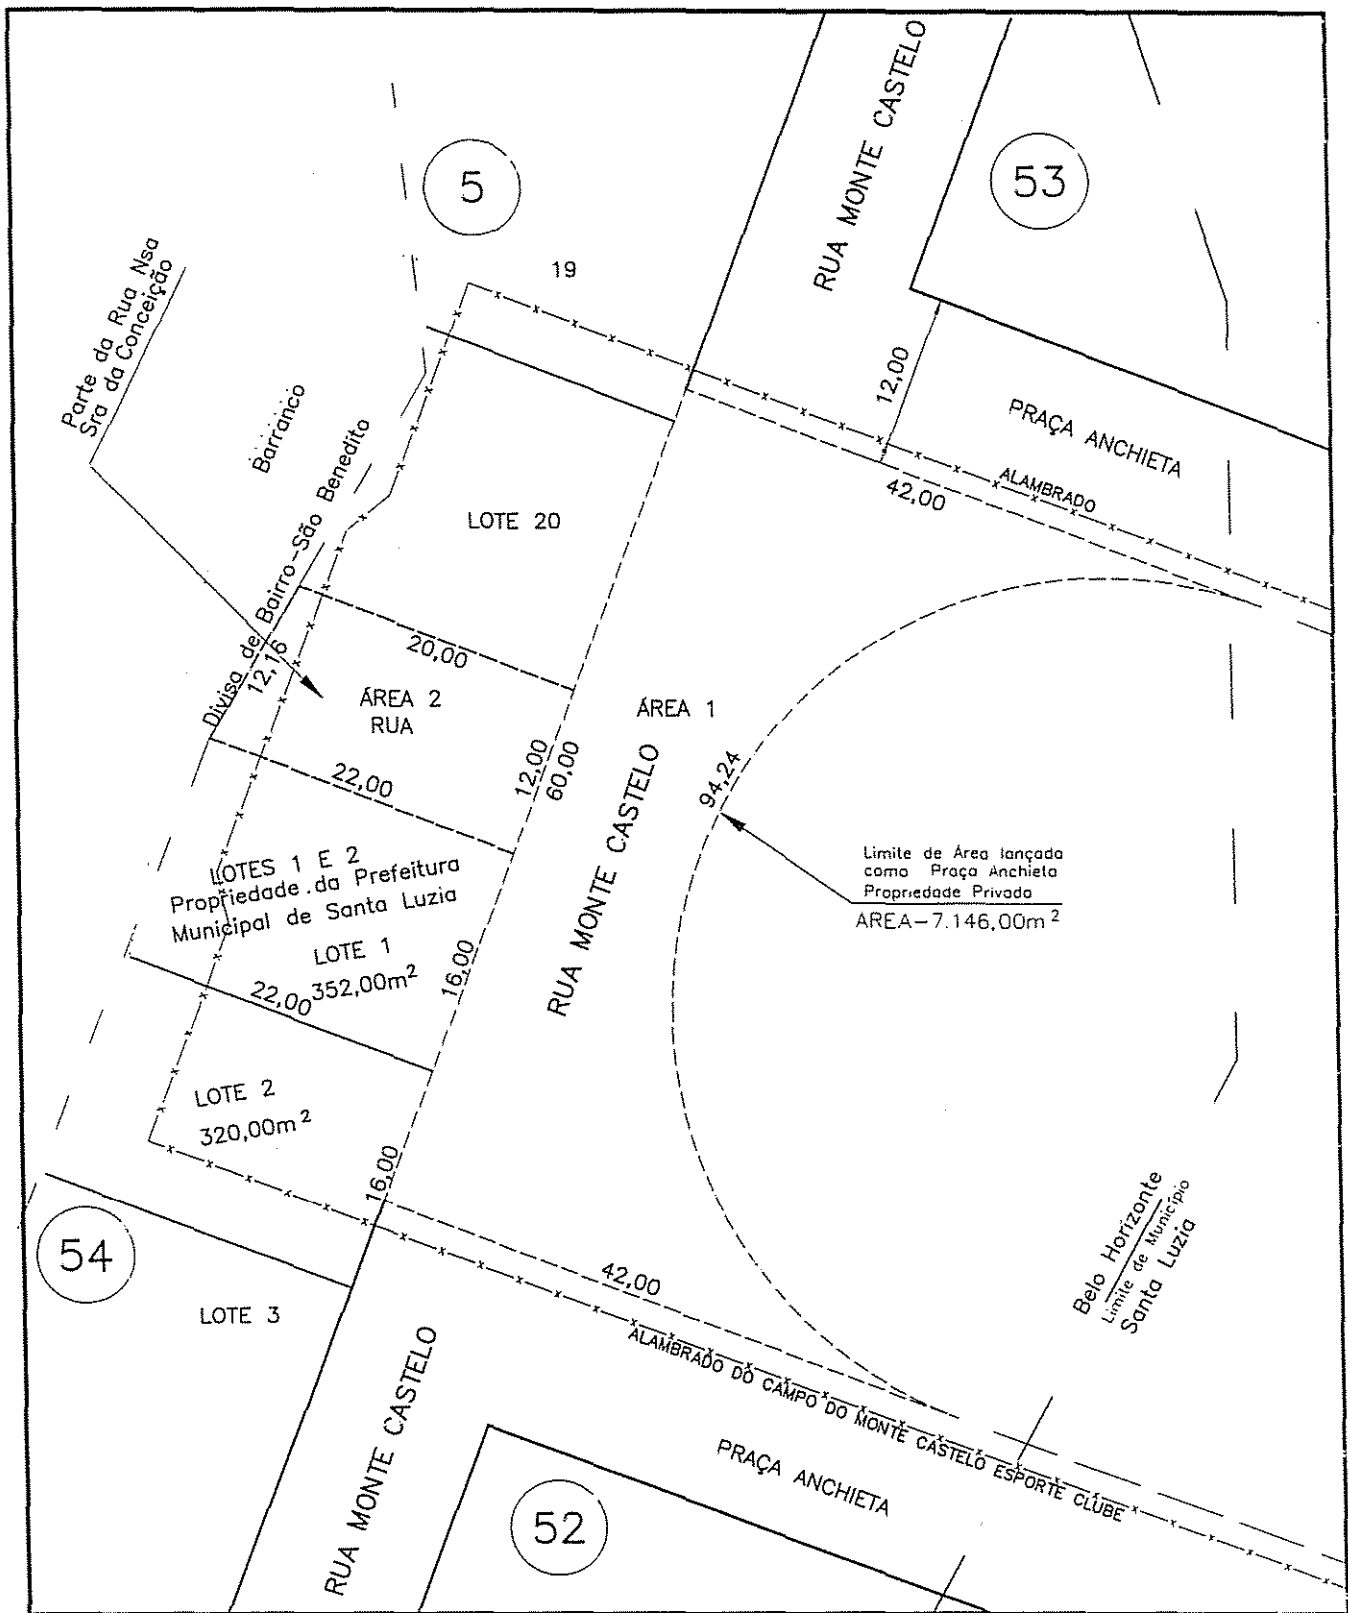 RUA MONTE CASTELO
5
53
19
Parte da Rua Nsa
Sra da Conceição
Barranco
12,00
PRAÇA ANCHIETA
ALAMBRADO
42,00
Divisa de Bairro-São Benedito
LOTE 20
12,16
20,00
ÁREA 2
RUA
ÁREA 1
22,00
12,00
60,00
94,24
RUA MONTE CASTELO
LOTES 1 E 2
Propriedade da Prefeitura
Municipal de Santa Luzia
Limite de Área lançada
como Praça Anchieta
Propriedade Privada
AREA-7.146,00m²
LOTE 1
352,00m²
22,00
16,00
LOTE 2
320,00m²
16,00
54
LOTE 3
42,00
Belo Horizonte
Limite de Município
Santa Luzia
ALAMBRADO DO CAMPO DO MONTE CASTELO ESPORTE CLUBE
RUA MONTE CASTELO
PRAÇA ANCHIETA
52